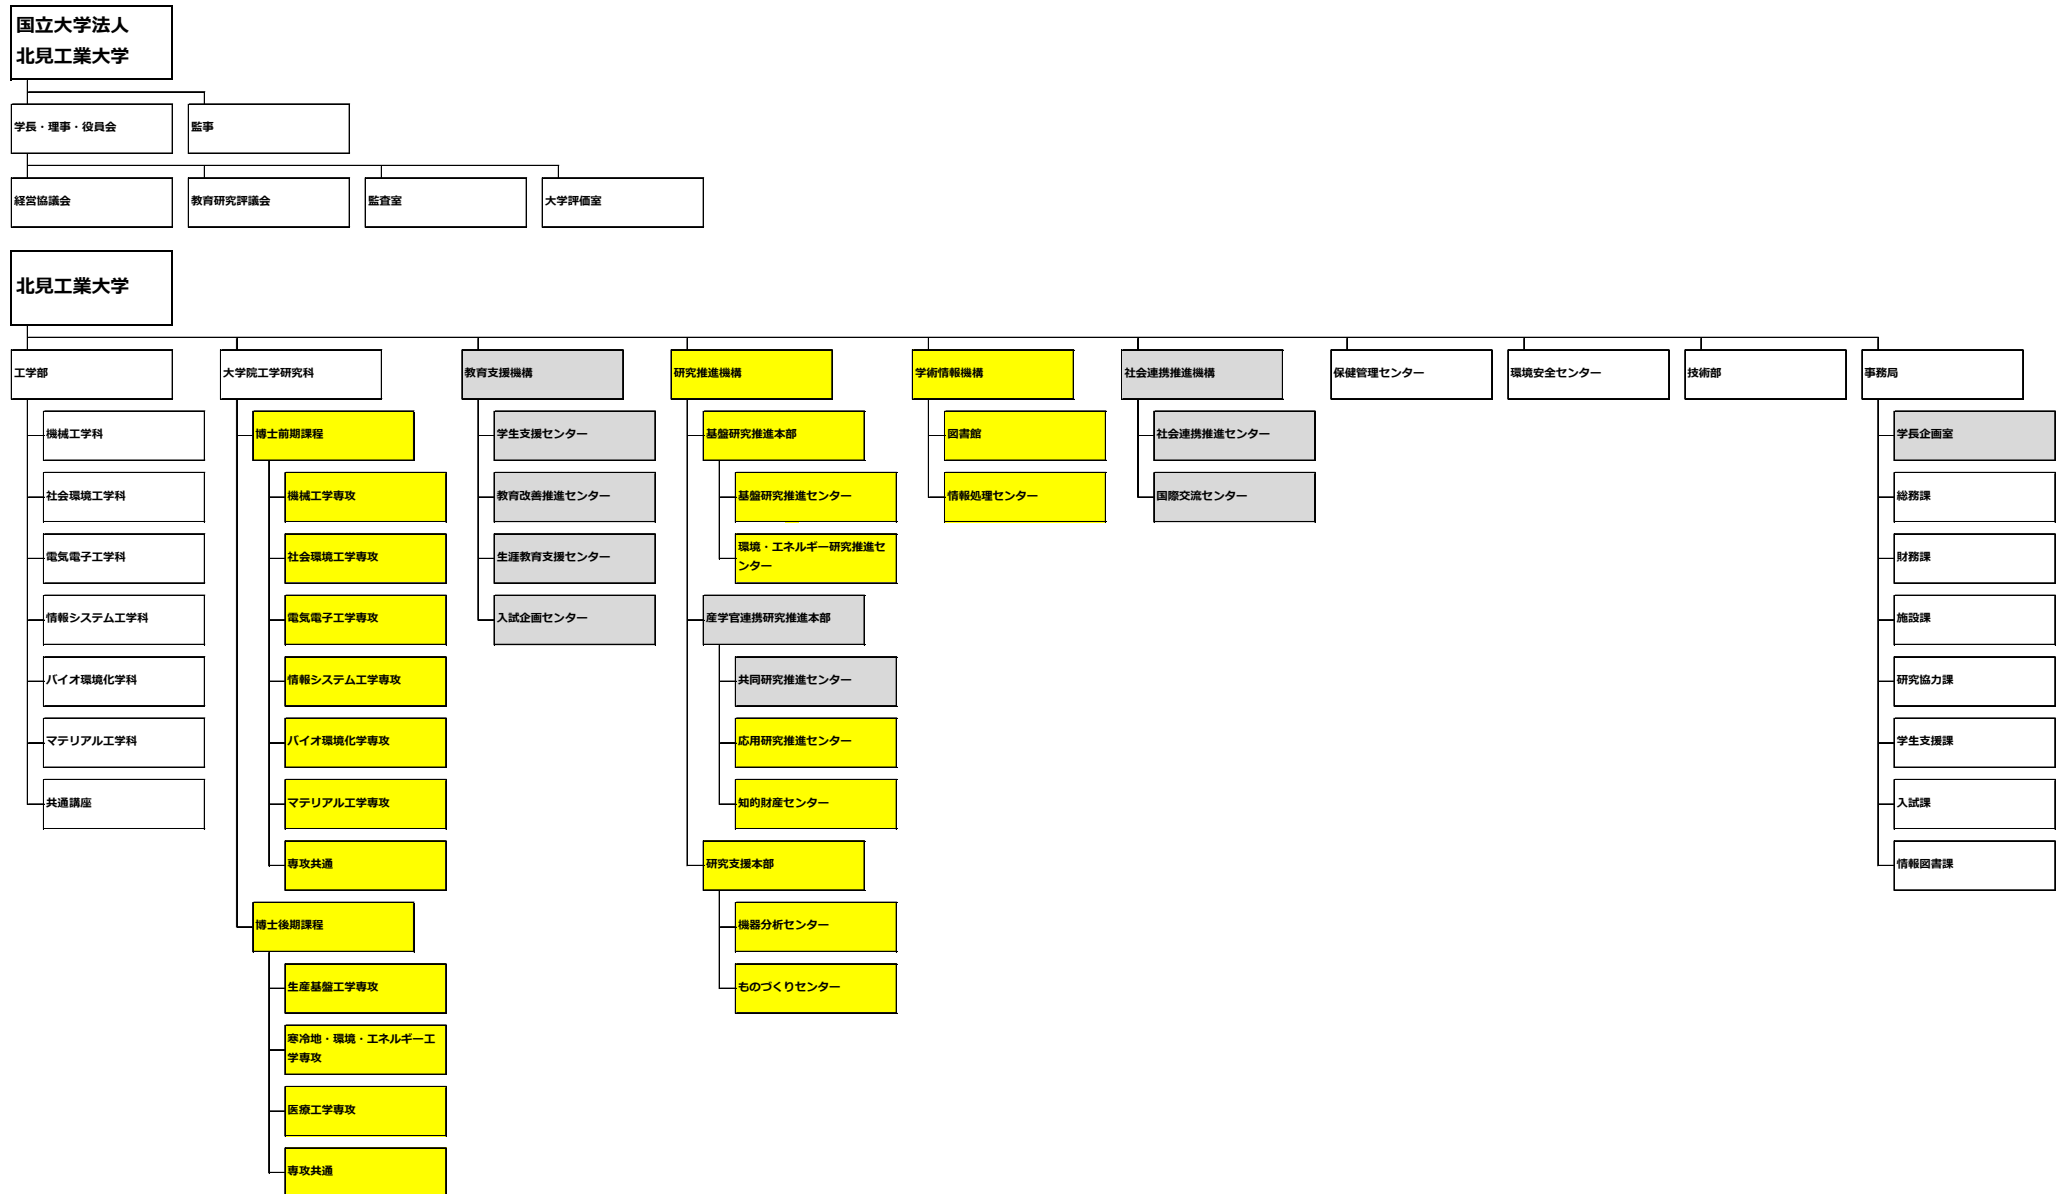 国立大学法人
北見工業大学
学長・理事・役員会
監事
経営協議会
教育研究評議会
監査室
大学評価室
北見工業大学
工学部
大学院工学研究科
教育支援機構
研究推進機構
学術情報機構
社会連携推進機構
保健管理センター
環境安全センター
技術部
事務局
機械工学科
社会環境工学科
電気電子工学科
情報システム工学科
バイオ環境化学科
マテリアル工学科
共通講座
博士前期課程
機械工学専攻
社会環境工学専攻
電気電子工学専攻
情報システム工学専攻
バイオ環境化学専攻
マテリアル工学専攻
専攻共通
博士後期課程
生産基盤工学専攻
寒冷地・環境・エネルギー工
学専攻
医療工学専攻
専攻共通
学生支援センター
教育改善推進センター
生涯教育支援センター
入試企画センター
基盤研究推進本部
基盤研究推進センター
環境・エネルギー研究推進セ
ンター
産学官連携研究推進本部
共同研究推進センター
応用研究推進センター
知的財産センター
研究支援本部
機器分析センター
ものづくりセンター
図書館
情報処理センター
社会連携推進センター
国際交流センター
学長企画室
総務課
財務課
施設課
研究協力課
学生支援課
入試課
情報図書課